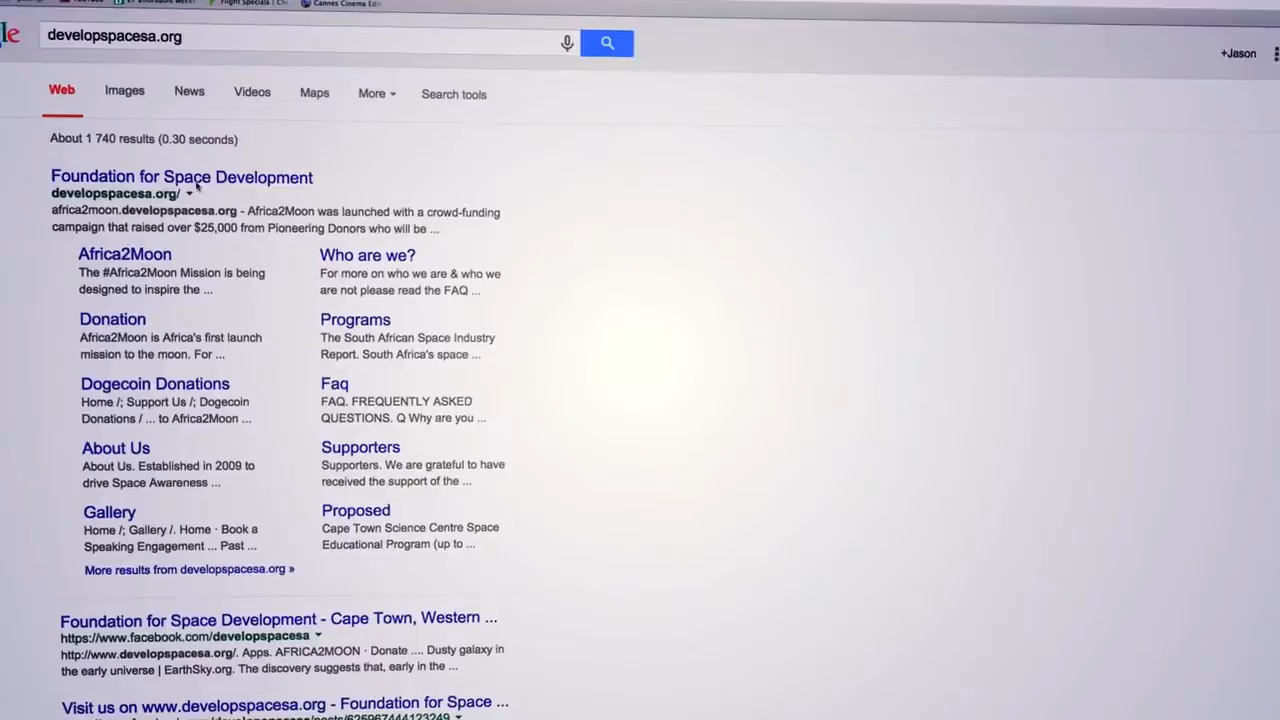 Flight Specials | Ch
Cannes Cinema Edi
le
developspacesa.org
+Jason
Web Images News Videos Maps More Search tools
About 1 740 results (0.30 seconds)
Foundation for Space Development
developspacesa.org/
africa2moon.developspacesa.org - Africa2Moon was launched with a crowd-funding
campaign that raised over $25,000 from Pioneering Donors who will be ...
Africa2Moon
The #Africa2Moon Mission is being
designed to inspire the ...
Who are we?
For more on who we are & who we
are not please read the FAQ ...
Donation
Africa2Moon is Africa's first launch
mission to the moon. For ...
Programs
The South African Space Industry
Report. South Africa's space ...
Dogecoin Donations
Home /; Support Us /; Dogecoin
Donations / ... to Africa2Moon ...
Faq
FAQ. FREQUENTLY ASKED
QUESTIONS. Q Why are you ...
About Us
About Us. Established in 2009 to
drive Space Awareness ...
Supporters
Supporters. We are grateful to have
received the support of the ...
Gallery
Home /; Gallery /. Home · Book a
Speaking Engagement ... Past ...
Proposed
Cape Town Science Centre Space
Educational Program (up to ...
More results from developspacesa.org »
Foundation for Space Development - Cape Town, Western ...
https://www.facebook.com/developspacesa
http://www.developspacesa.org/. Apps. AFRICA2MOON · Donate .... Dusty galaxy in
the early universe | EarthSky.org. The discovery suggests that, early in the ...
Visit us on www.developspacesa.org - Foundation for Space ...